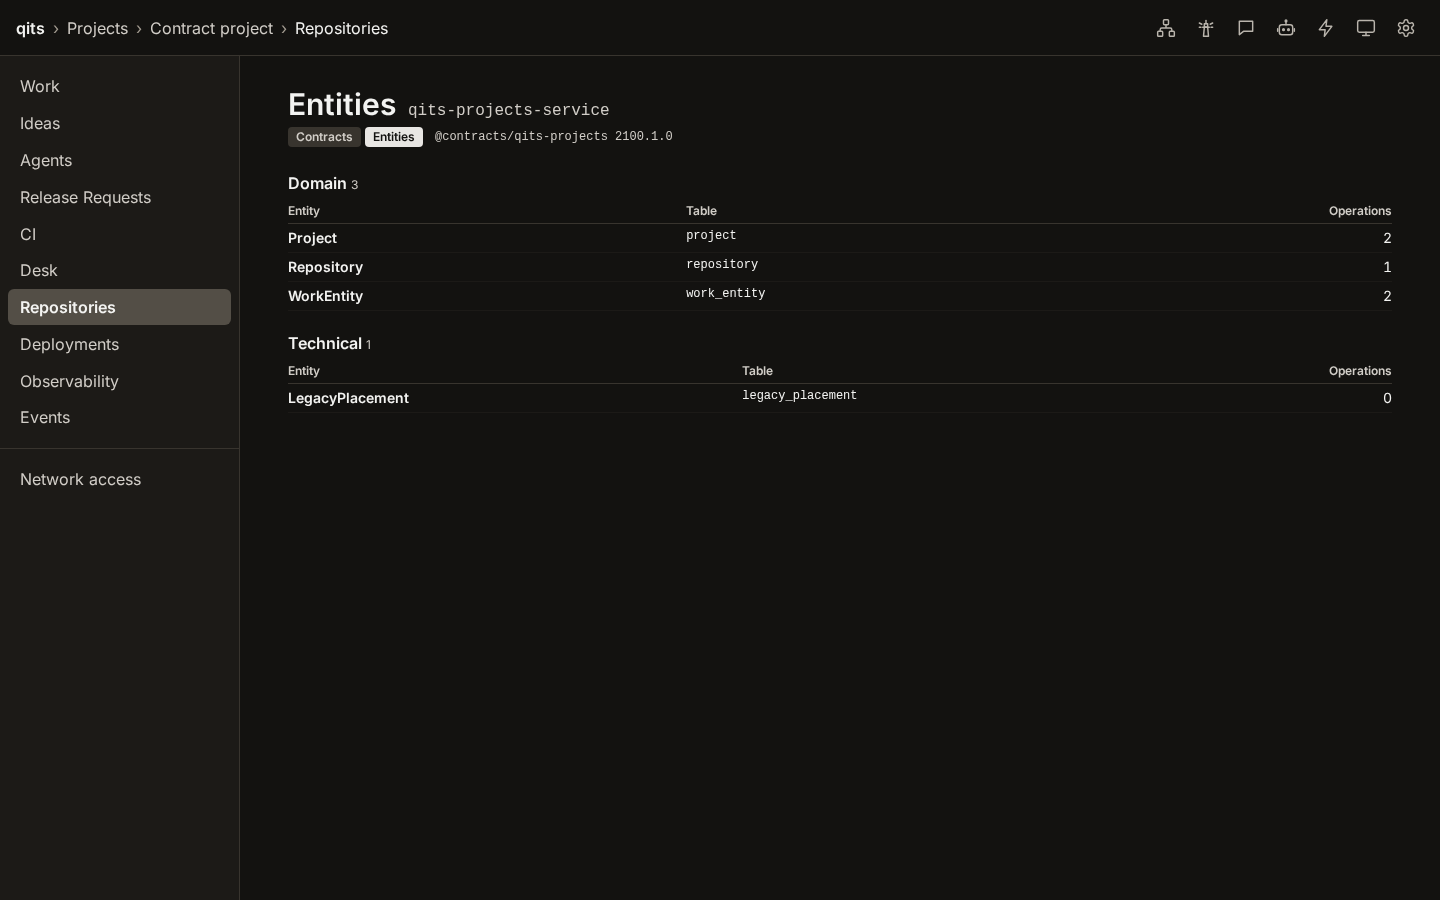 qits › Projects › Contract project › Repositories
Work
Ideas
Agents
Release Requests
CI
Desk
Repositories
Deployments
Observability
Events
Network access
Entities qits-projects-service
Contracts Entities @contracts/qits-projects 2100.1.0
Domain 3
Entity Table Operations
Project project 2
Repository repository 1
WorkEntity work_entity 2
Technical 1
Entity Table Operations
LegacyPlacement legacy_placement 0